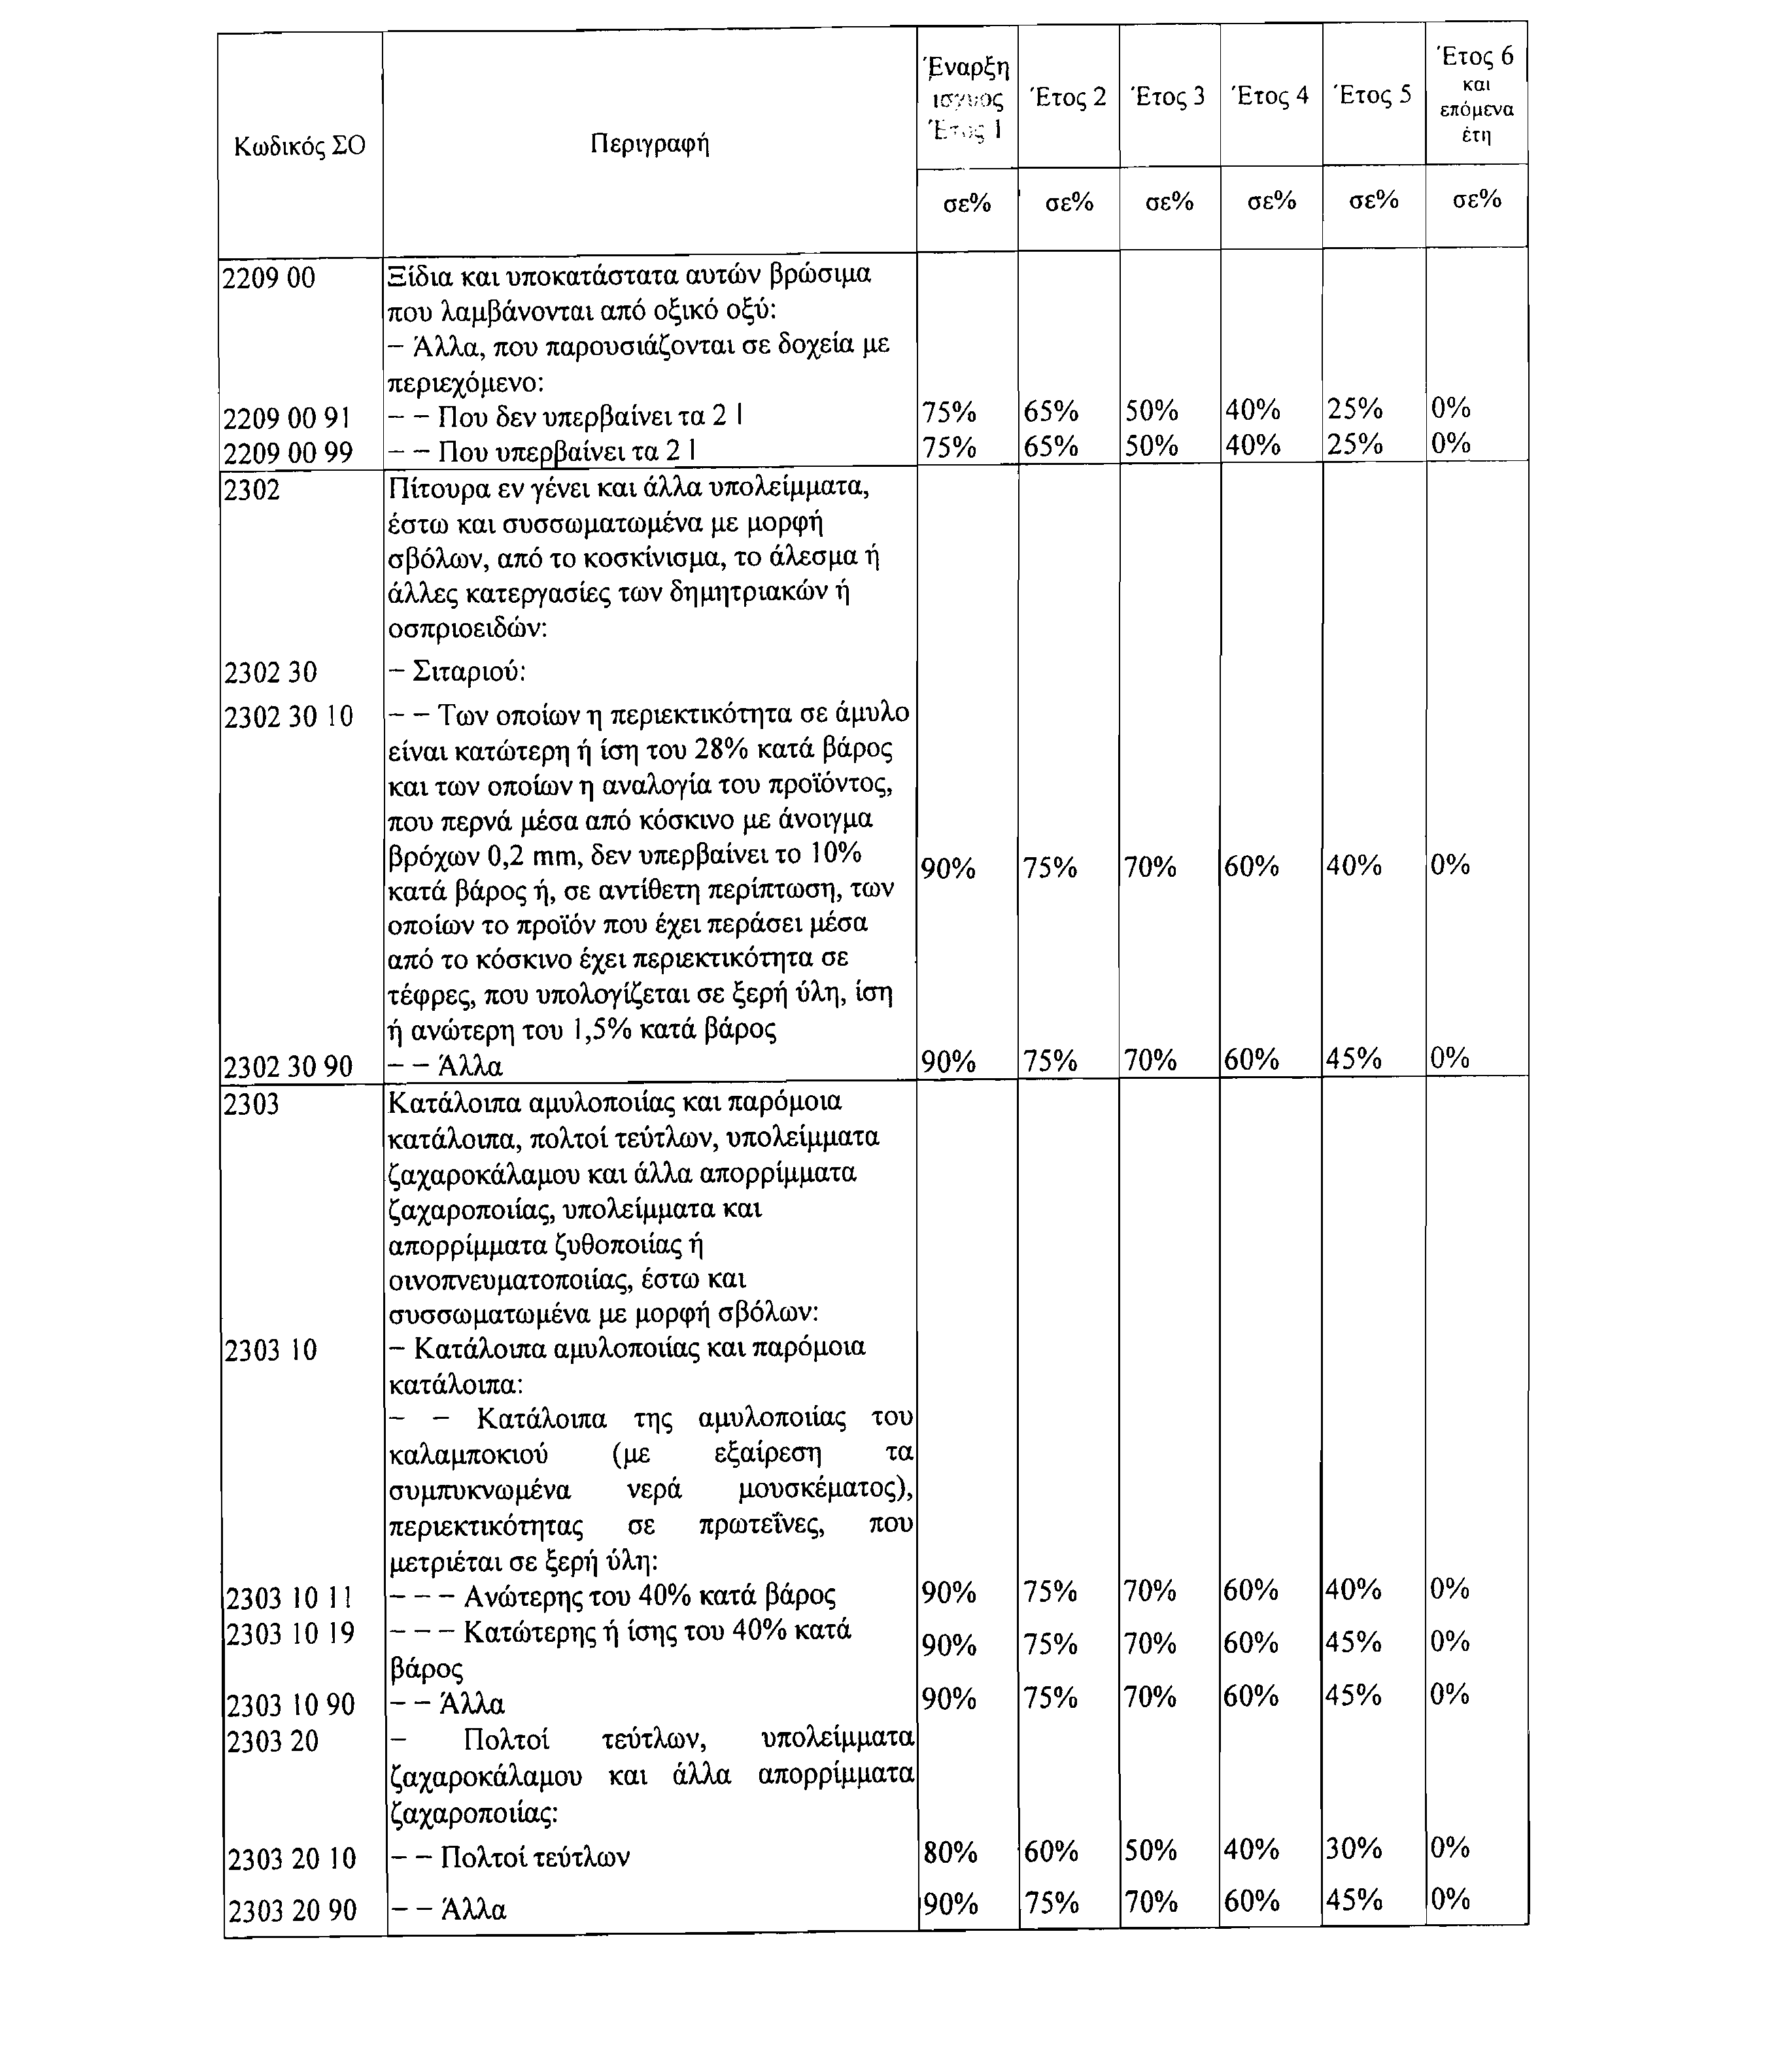 Κωδικός ΣΟ Περιγραφή Έναρξη ισχυος Έτος 1 Έτος 2 Έτος 3 Έτος 4 Έτος 5 Έτος 6 και επόμενα έτη
σε% σε% σε% σε% σε% σε%
2209 00 Ξίδια και υποκατάστατα αυτών βρώσιμα
που λαμβάνονται από οξικό οξύ:
– Άλλα, που παρουσιάζονται σε δοχεία με
περιεχόμενο:
2209 00 91 – – Που δεν υπερβαίνει τα 2 l 75% 65% 50% 40% 25% 0%
2209 00 99 – – Που υπερβαίνει τα 2 l 75% 65% 50% 40% 25% 0%
2302 Πίτουρα εν γένει και άλλα υπολείμματα,
έστω και συσσωματωμένα με μορφή
σβόλων, από το κοσκίνισμα, το άλεσμα ή
άλλες κατεργασίες των δημητριακών ή
οσπριοειδών:
2302 30 – Σιταριού:
2302 30 10 – – Των οποίων η περιεκτικότητα σε άμυλο
είναι κατώτερη ή ίση του 28% κατά βάρος
και των οποίων η αναλογία του προϊόντος,
που περνά μέσα από κόσκινο με άνοιγμα
βρόχων 0,2 mm, δεν υπερβαίνει το 10% 90% 75% 70% 60% 40% 0%
κατά βάρος ή, σε αντίθετη περίπτωση, των
οποίων το προϊόν που έχει περάσει μέσα
από το κόσκινο έχει περιεκτικότητα σε
τέφρες, που υπολογίζεται σε ξερή ύλη, ίση
ή ανώτερη του 1,5% κατά βάρος
2302 30 90 – – Άλλα 90% 75% 70% 60% 45% 0%
2303 Κατάλοιπα αμυλοποιίας και παρόμοια
κατάλοιπα, πολτοί τεύτλων, υπολείμματα
ζαχαροκάλαμου και άλλα απορρίμματα
ζαχαροποιίας, υπολείμματα και
απορρίμματα ζυθοποιίας ή
οινοπνευματοποιίας, έστω και
συσσωματωμένα με μορφή σβόλων:
2303 10 – Κατάλοιπα αμυλοποιίας και παρόμοια
κατάλοιπα:
– – Κατάλοιπα της αμυλοποιίας του
καλαμποκιού (με εξαίρεση τα
συμπυκνωμένα νερά μουσκέματος),
περιεκτικότητας σε πρωτεΐνες, που
μετριέται σε ξερή ύλη:
2303 10 11 – – – Ανώτερης του 40% κατά βάρος 90% 75% 70% 60% 40% 0%
2303 10 19 – – – Κατώτερης ή ίσης του 40% κατά
βάρος 90% 75% 70% 60% 45% 0%
2303 10 90 – – Άλλα 90% 75% 70% 60% 45% 0%
2303 20 – Πολτοί τεύτλων, υπολείμματα
ζαχαροκάλαμου και άλλα απορρίμματα
ζαχαροποιίας:
2303 20 10 – – Πολτοί τεύτλων 80% 60% 50% 40% 30% 0%
2303 20 90 – – Άλλα 90% 75% 70% 60% 45% 0%